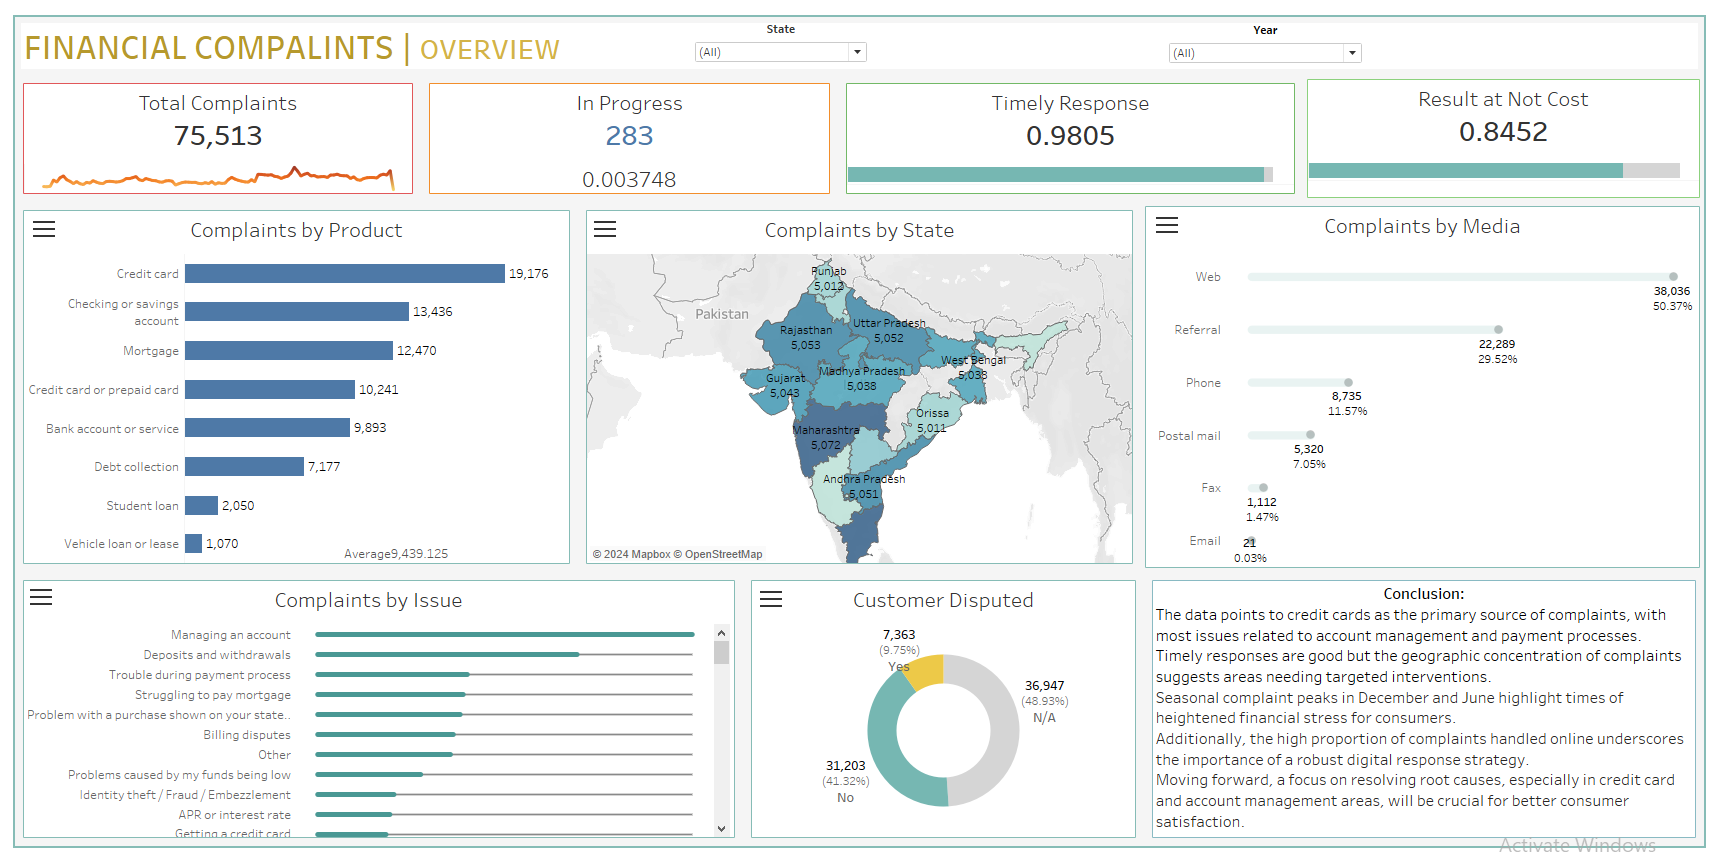 FINANCIAL COMPALINTS | OVERVIEW
State
(All)
Year
(All)
Total Complaints
75,513
In Progress
283
0.003748
Timely Response
0.9805
Result at Not Cost
0.8452
Complaints by Product
Credit card
19,176
Checking or savings
account
13,436
Mortgage
12,470
Credit card or prepaid card
10,241
Bank account or service
9,893
Debt collection
7,177
Student loan
2,050
Vehicle loan or lease
1,070
Average9,439.125
Complaints by State
Punjab
5,012
Pakistan
Rajasthan
5,053
Uttar Pradesh
5,052
West Bengal
5,033
Gujarat
5,043
Madhya Pradesh
5,038
Orissa
5,011
Maharashtra
5,072
Andhra Pradesh
5,051
© 2024 Mapbox © OpenStreetMap
Complaints by Media
Web
38,036
50.37%
Referral
22,289
29.52%
Phone
8,735
11.57%
Postal mail
5,320
7.05%
Fax
1,112
1.47%
Email
21
0.03%
Complaints by Issue
Managing an account
Deposits and withdrawals
Trouble during payment process
Struggling to pay mortgage
Problem with a purchase shown on your state..
Billing disputes
Other
Problems caused by my funds being low
Identity theft / Fraud / Embezzlement
APR or interest rate
Getting a credit card
Customer Disputed
7,363
(9.75%)
Yes
36,947
(48.93%)
N/A
31,203
(41.32%)
No
Conclusion:
The data points to credit cards as the primary source of complaints, with
most issues related to account management and payment processes.
Timely responses are good but the geographic concentration of complaints
suggests areas needing targeted interventions.
Seasonal complaint peaks in December and June highlight times of
heightened financial stress for consumers.
Additionally, the high proportion of complaints handled online underscores
the importance of a robust digital response strategy.
Moving forward, a focus on resolving root causes, especially in credit card
and account management areas, will be crucial for better consumer
satisfaction.
Activate Windows